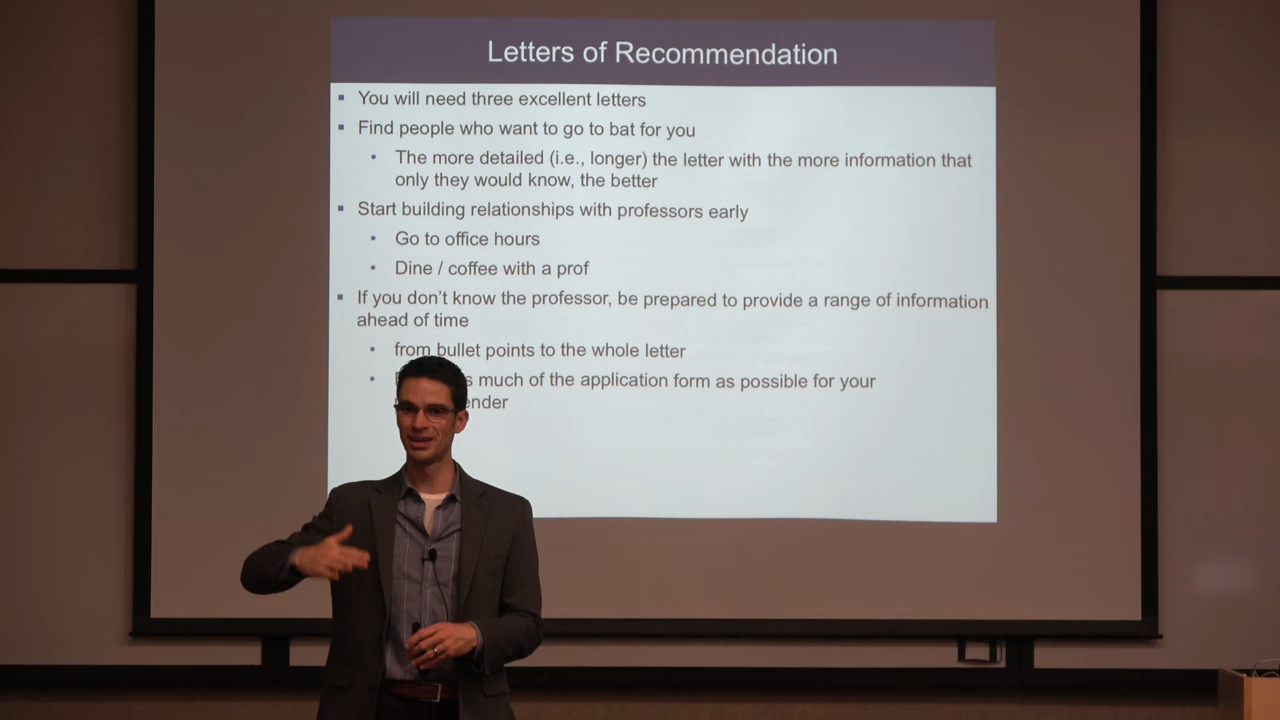 Letters of Recommendation
You will need three excellent letters
Find people who want to go to bat for you
The more detailed (i.e., longer) the letter with the more information that
only they would know, the better
Start building relationships with professors early
Go to office hours
Dine / coffee with a prof
If you don't know the professor, be prepared to provide a range of information
ahead of time
from bullet points to the whole letter
much of the application form as possible for your